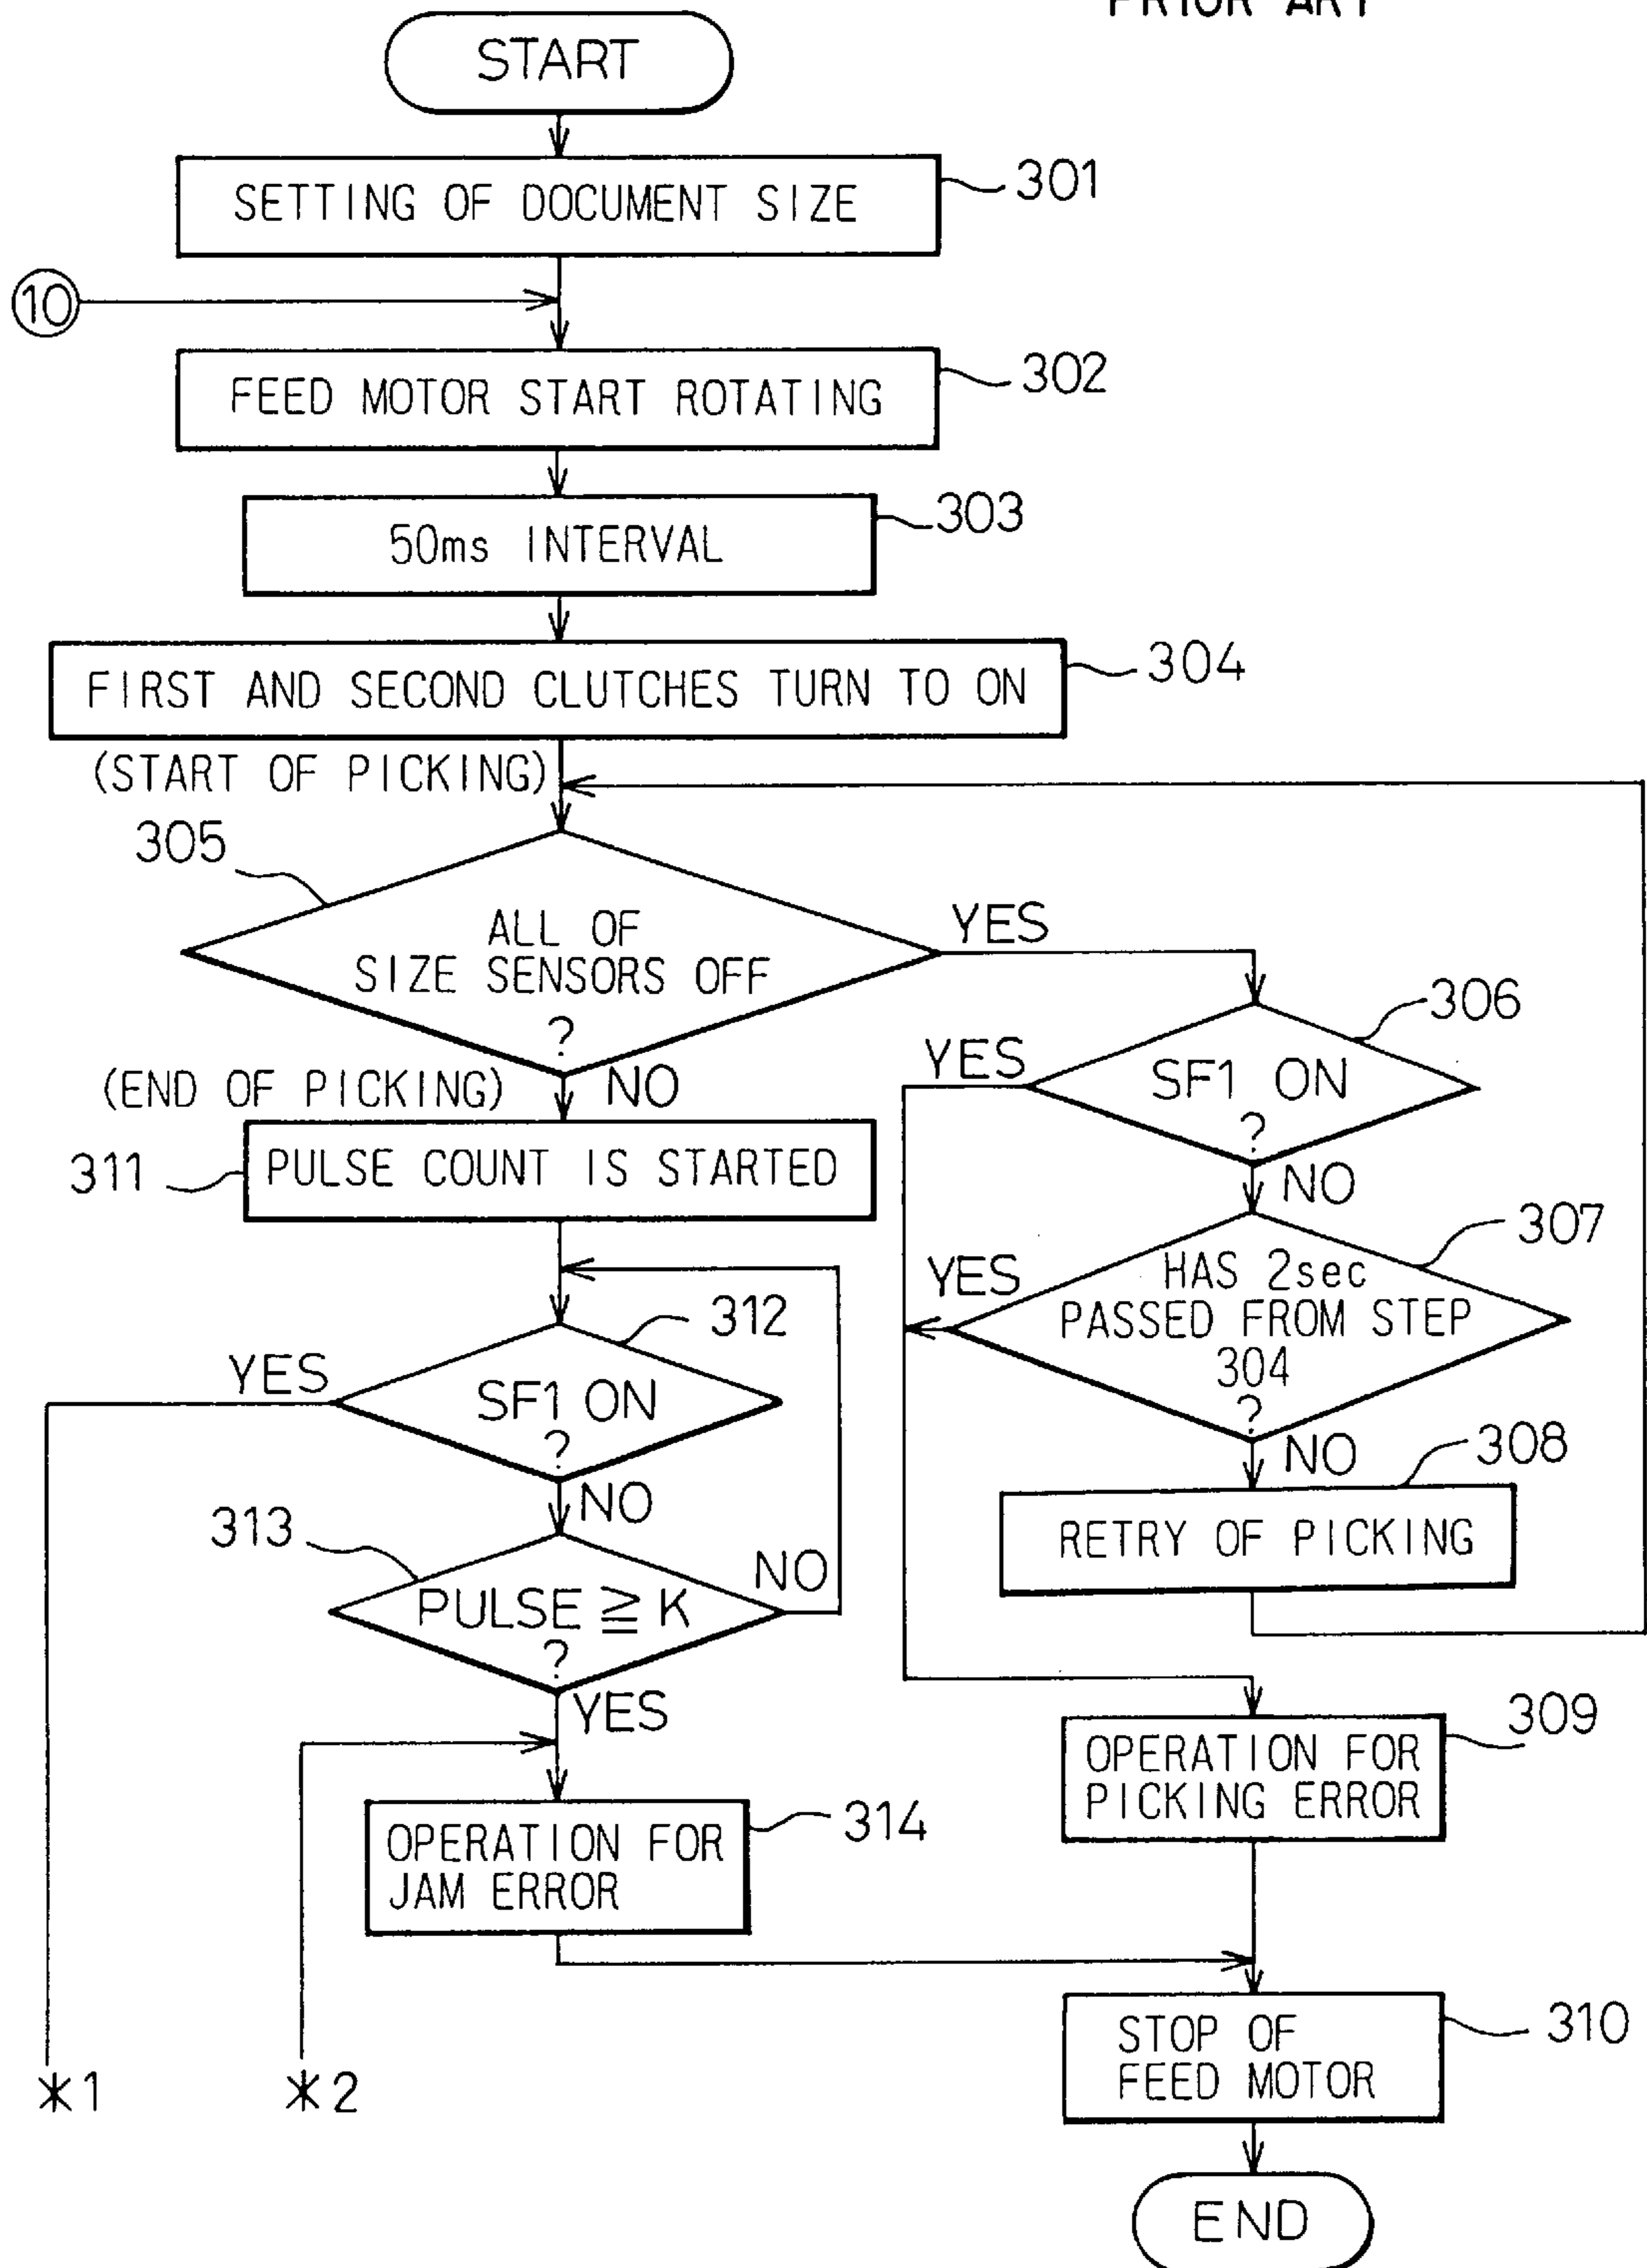 PRIOR ART
START
SETTING OF DOCUMENT SIZE
301
10
FEED MOTOR START ROTATING
302
50ms INTERVAL
303
FIRST AND SECOND CLUTCHES TURN TO ON
304
(START OF PICKING)
305
ALL OF
SIZE SENSORS OFF
?
YES
(END OF PICKING)
NO
306
SF1 ON
?
YES
NO
311
PULSE COUNT IS STARTED
307
HAS 2sec
PASSED FROM STEP
304
?
YES
NO
312
SF1 ON
?
YES
NO
308
RETRY OF PICKING
313
PULSE ≧ K
?
NO
YES
309
OPERATION FOR
PICKING ERROR
314
OPERATION FOR
JAM ERROR
310
STOP OF
FEED MOTOR
*1
*2
END